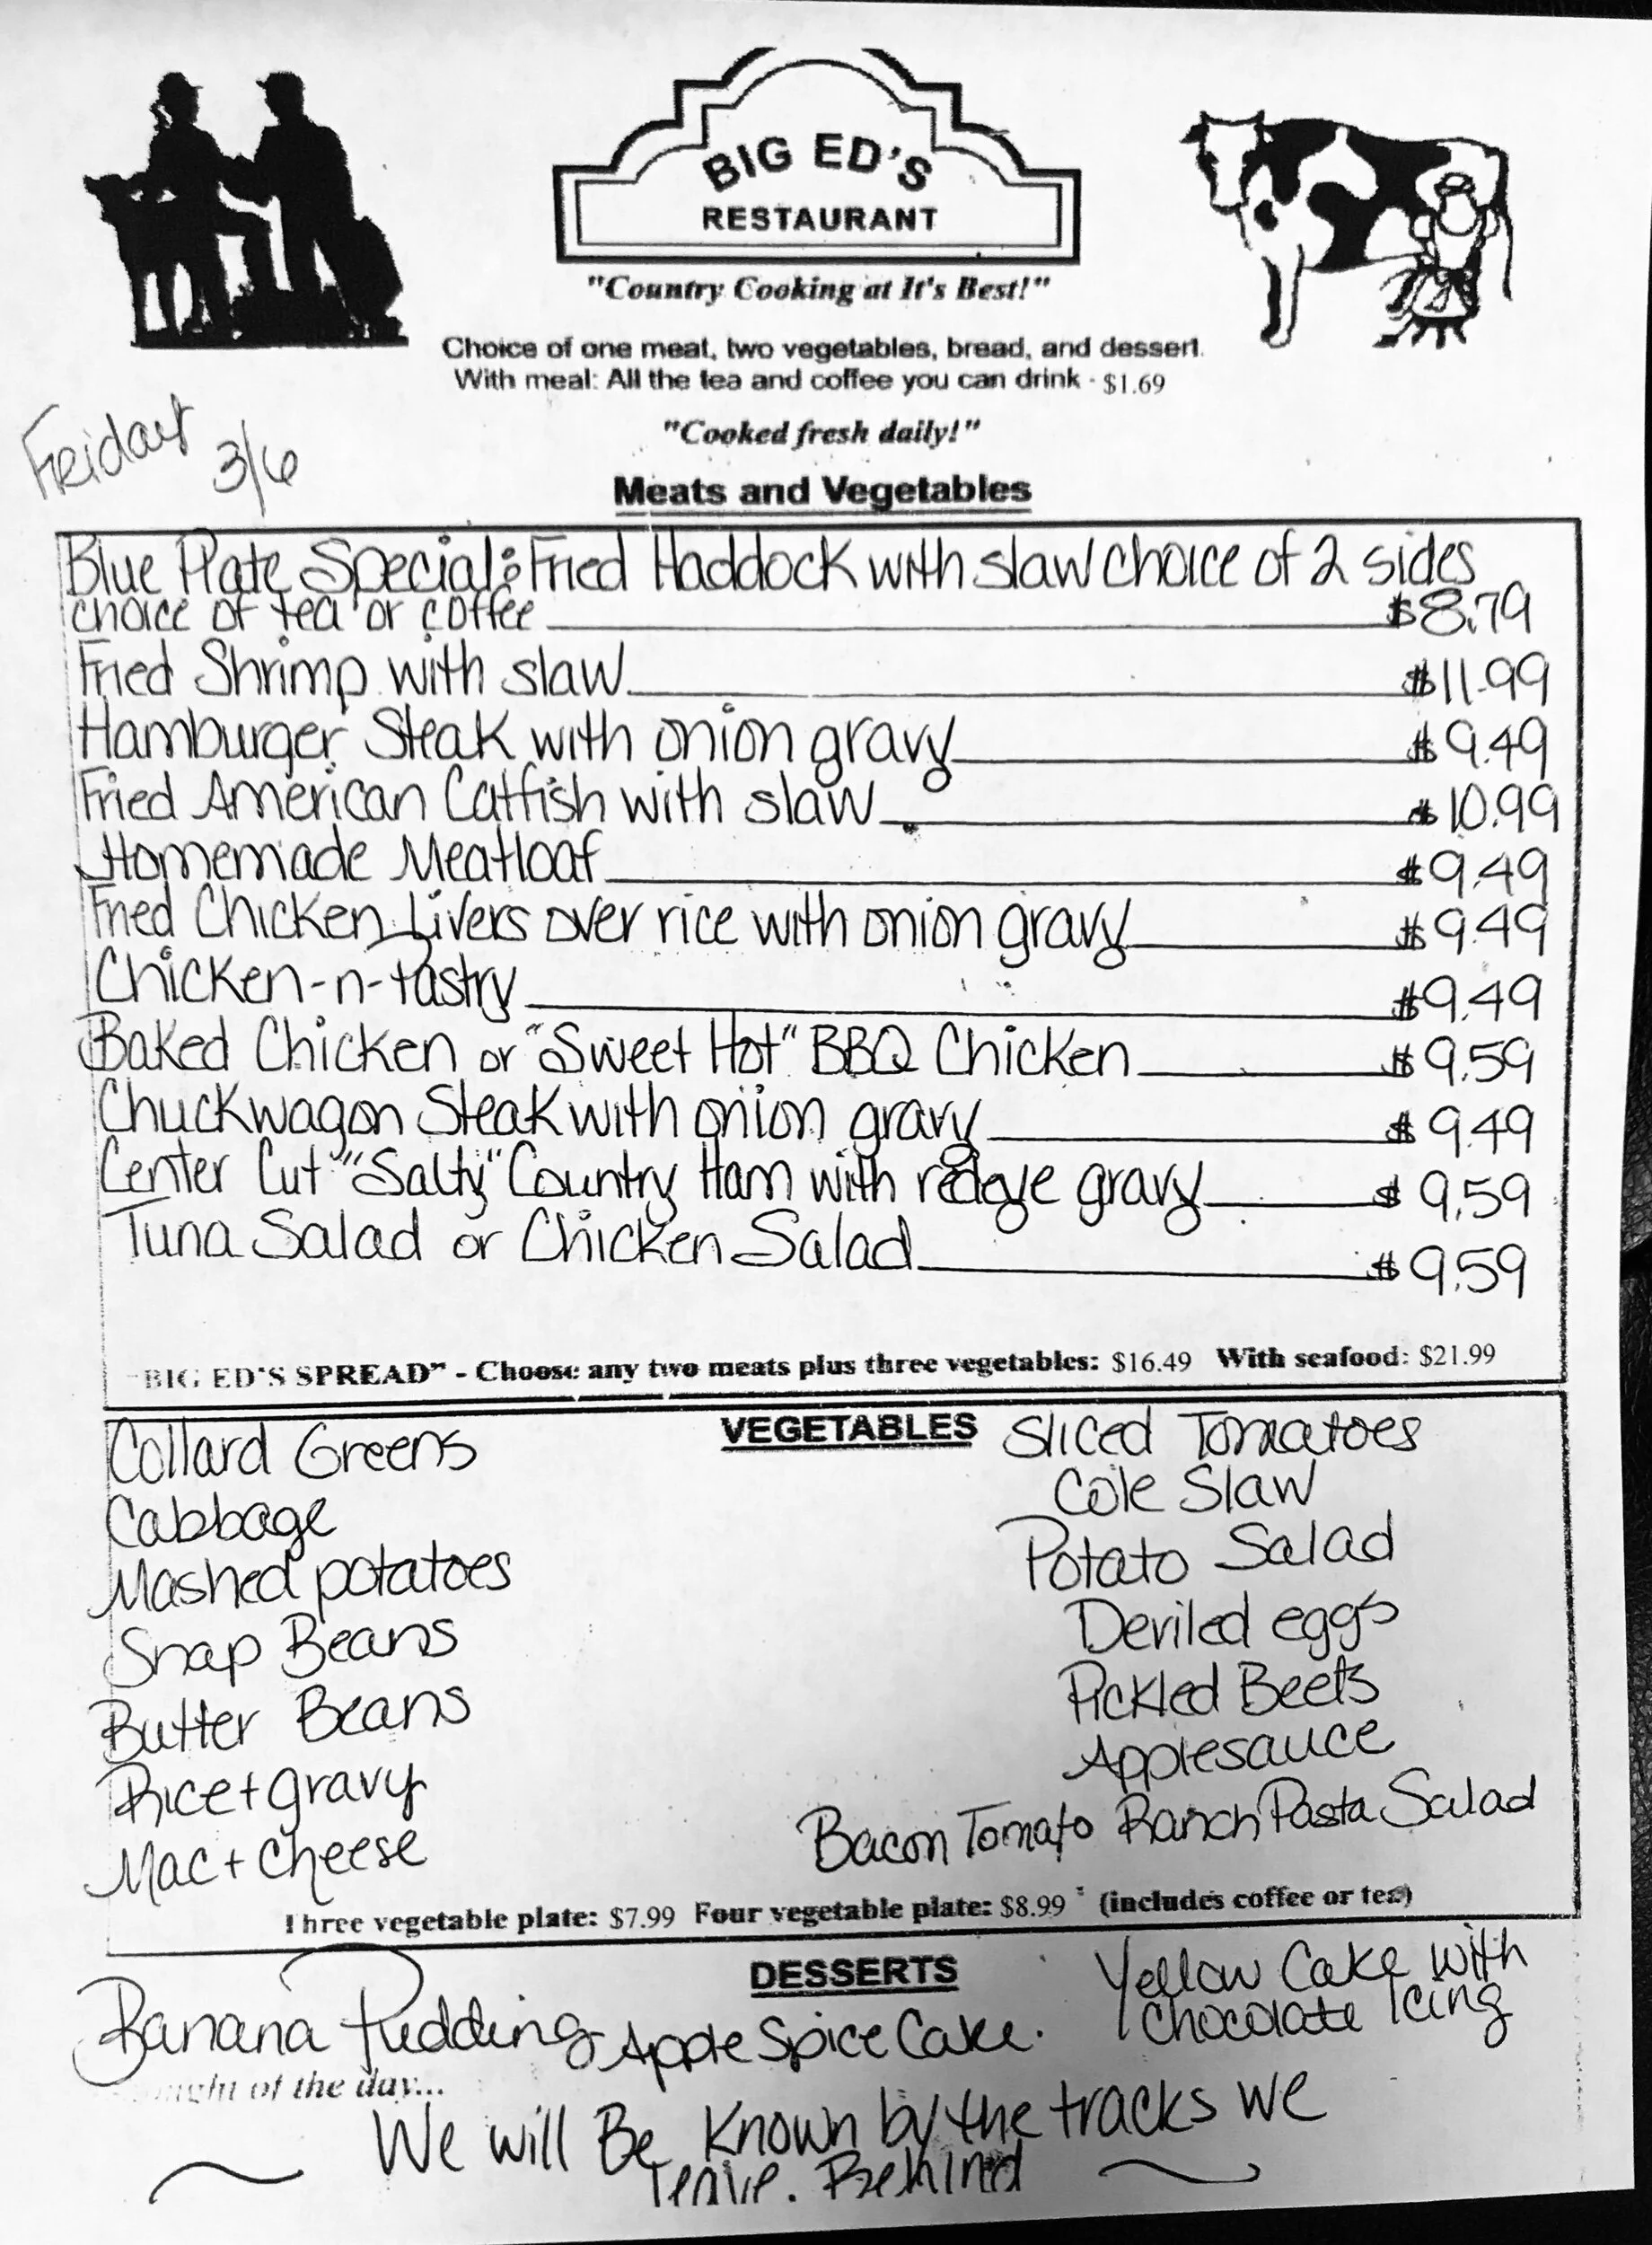 BIG ED'S
RESTAURANT
"Country Cooking at It's Best!"
Choice of one meat, two vegetables, bread, and dessert.
With meal: All the tea and coffee you can drink - $1.69
"Cooked fresh daily!"
Friday 3/6
Meats and Vegetables
Blue Plate Special: Fried Haddock with slaw choice of 2 sides
choice of tea or coffee $8.79
Fried Shrimp with slaw $11.99
Hamburger Steak with onion gravy $9.49
Fried American Catfish with slaw $10.99
Homemade Meatloaf $9.49
Fried Chicken Livers over rice with onion gravy $9.49
Chicken-n-Pastry $9.49
Baked Chicken or "Sweet Hot" BBQ Chicken $9.59
Chuckwagon Steak with onion gravy $9.49
Center Cut "Salty" Country Ham with redeye gravy $9.59
Tuna Salad or Chicken Salad $9.59
"BIG ED'S SPREAD" - Choose any two meats plus three vegetables: $16.49 With seafood: $21.99
VEGETABLES
Collard Greens
Cabbage
Mashed potatoes
Snap Beans
Butter Beans
Rice + gravy
Mac + Cheese
Sliced Tomatoes
Cole Slaw
Potato Salad
Deviled eggs
Pickled Beets
Applesauce
Bacon Tomato Ranch Pasta Salad
Three vegetable plate: $7.99 Four vegetable plate: $8.99 (includes coffee or tea)
DESSERTS
Banana Pudding
Apple Spice Cake.
Yellow Cake with
Chocolate Icing
of the day...
We will Be Known by the tracks we
leave. Behind